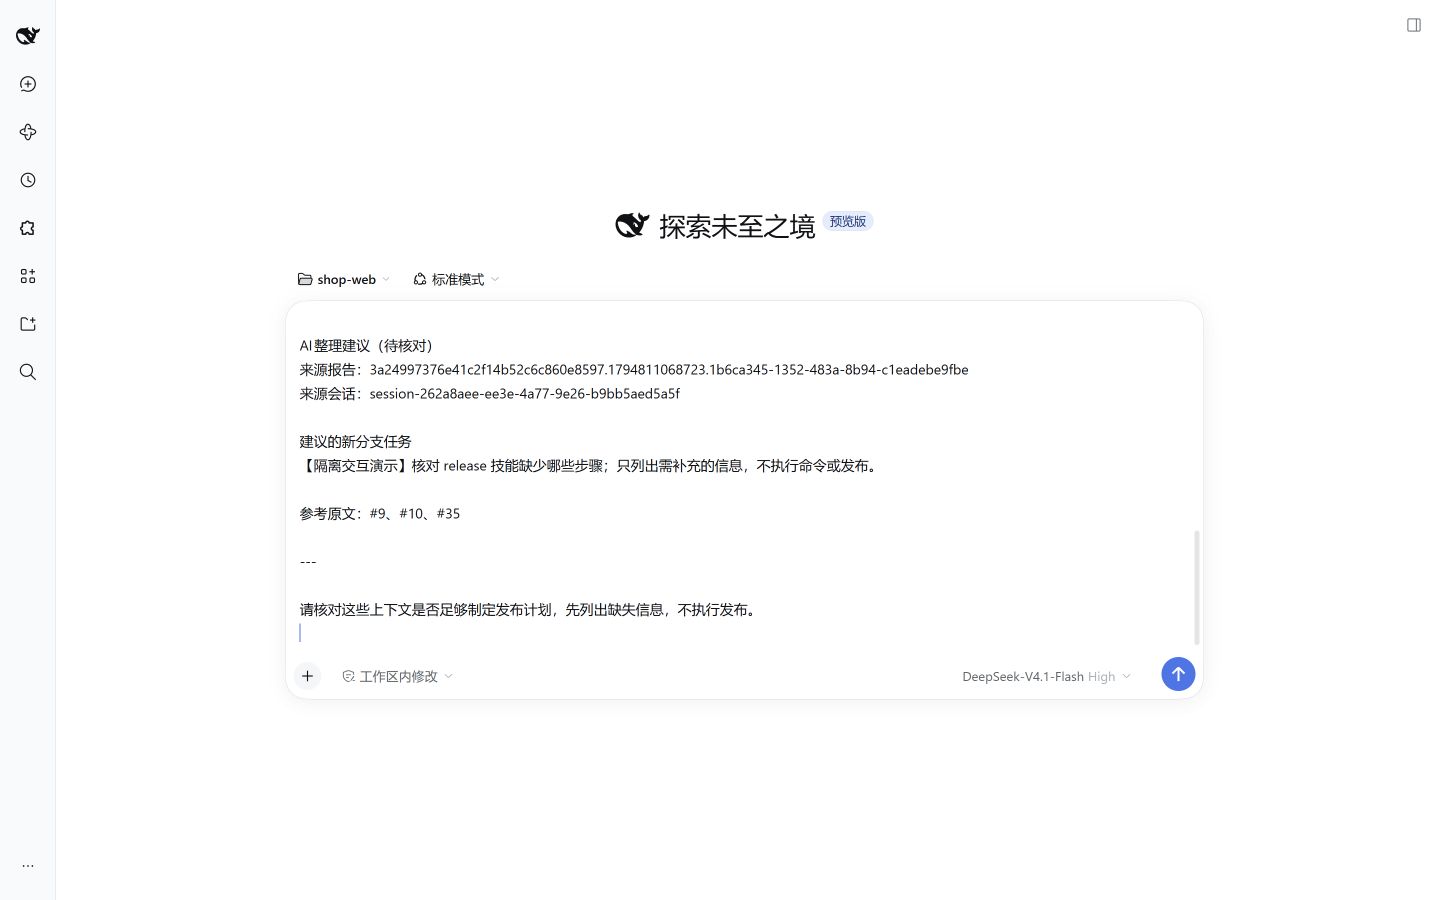 探索未至之境
预览版
shop-web
标准模式
AI整理建议（待核对）
来源报告：3a24997376e41c2f14b52c6c860e8597.1794811068723.1b6ca345-1352-483a-8b94-c1eadebe9fbe
来源会话：session-262a8aee-ee3e-4a77-9e26-b9bb5aed5a5f
建议的新分支任务
【隔离交互演示】核对 release 技能缺少哪些步骤；只列出需补充的信息，不执行命令或发布。
参考原文：#9、#10、#35
---
请核对这些上下文是否足够制定发布计划，先列出缺失信息，不执行发布。
工作区内修改
DeepSeek-V4.1-Flash High